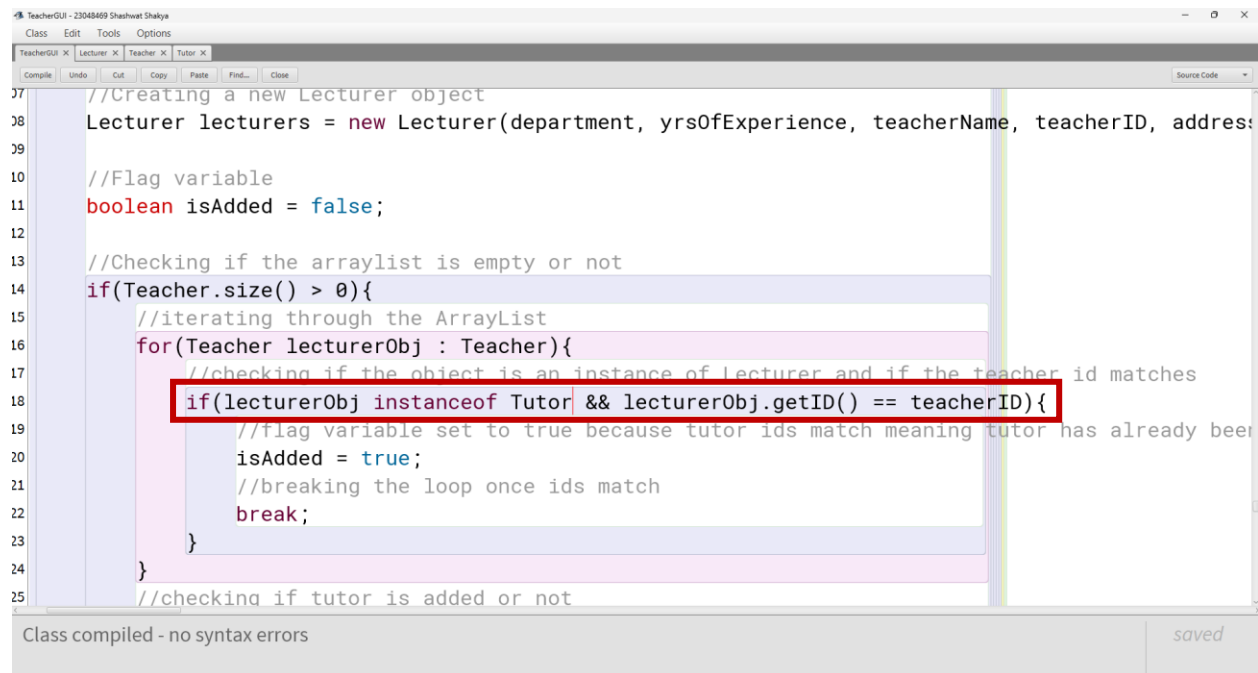 TeacherGUI - 23048469 Shashwat Shakya
Class Edit Tools Options
TeacherGUI X Lecturer X Teacher X Tutor X
Compile Undo Cut Copy Paste Find... Close Source Code
07 //Creating a new Lecturer object
08 Lecturer lecturers = new Lecturer(department, yrsOfExperience, teacherName, teacherID, address
09
10 //Flag variable
11 boolean isAdded = false;
12
13 //Checking if the arraylist is empty or not
14 if(Teacher.size() > 0){
15 //iterating through the ArrayList
16 for(Teacher lecturerObj : Teacher){
17 //checking if the object is an instance of Lecturer and if the teacher id matches
18 if(lecturerObj instanceof Tutor && lecturerObj.getID() == teacherID){
19 //flag variable set to true because tutor ids match meaning tutor has already been
20 isAdded = true;
21 //breaking the loop once ids match
22 break;
23 }
24 }
25 //checking if tutor is added or not
Class compiled - no syntax errors saved